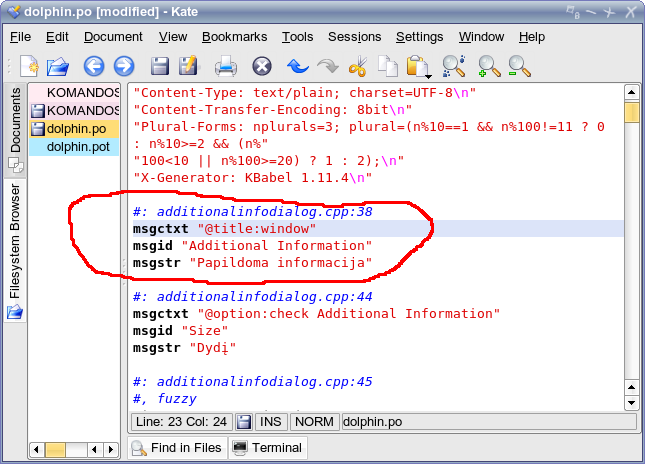 dolphin.po [modified] - Kate
File Edit Document View Bookmarks Tools Sessions Settings Window Help
Documents
Filesystem Browser
KOMANDOS
KOMANDOS
dolphin.po
dolphin.pot
"Content-Type: text/plain; charset=UTF-8\n"
"Content-Transfer-Encoding: 8bit\n"
"Plural-Forms: nplurals=3; plural=(n%10==1 && n%100!=11 ? 0
: n%10>=2 && (n%"
"100<10 || n%100>=20) ? 1 : 2);\n"
"X-Generator: KBabel 1.11.4\n"
#: additionalinfodialog.cpp:38
msgctxt "@title:window"
msgid "Additional Information"
msgstr "Papildoma informacija"
#: additionalinfodialog.cpp:44
msgctxt "@option:check Additional Information"
msgid "Size"
msgstr "Dydį"
#: additionalinfodialog.cpp:45
#, fuzzy
Line: 23 Col: 24 INS NORM dolphin.po
Find in Files Terminal